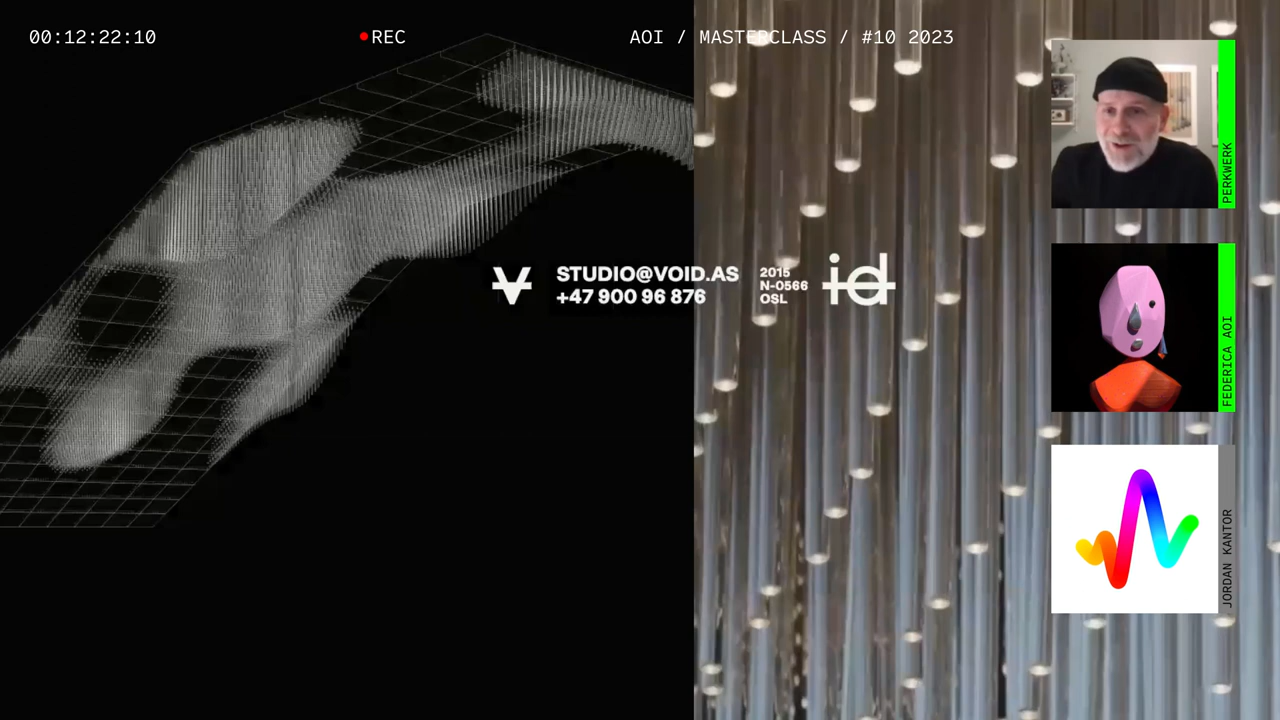 00:12:22:10
REC
AOI / MASTERCLASS / #10 2023
V
STUDIO@VOID.AS
+47 900 96 876
2015
N-0566
OSL
id
PERKWERK
FEDERICA AOI
JORDAN KANTOR